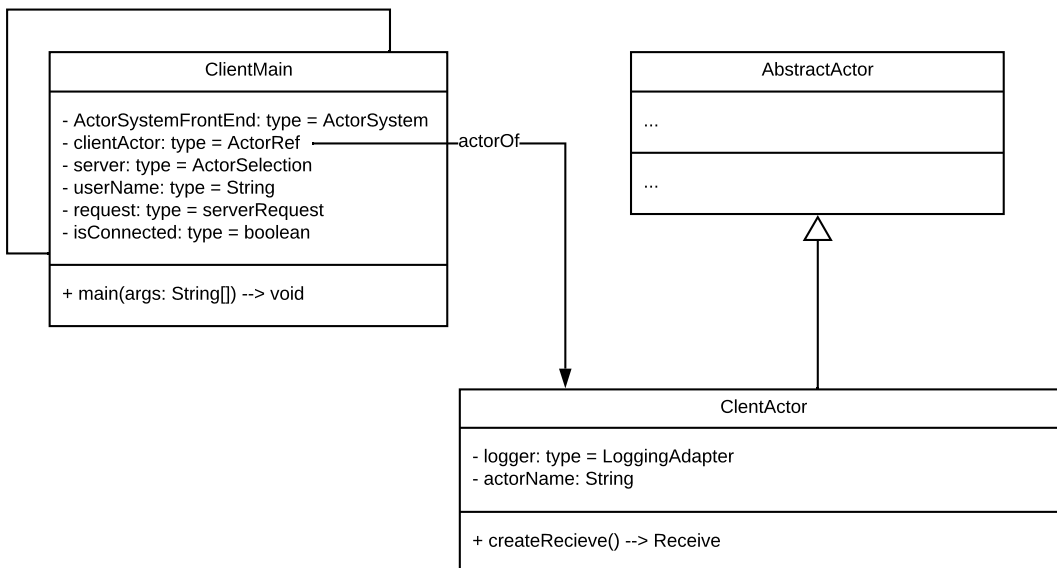 ClientMain
- ActorSystemFrontEnd: type = ActorSystem
- clientActor: type = ActorRef
- server: type = ActorSelection
- userName: type = String
- request: type = serverRequest
- isConnected: type = boolean
+ main(args: String[]) --> void
actorOf
AbstractActor
...
...
ClentActor
- logger: type = LoggingAdapter
- actorName: String
+ createRecieve() --> Receive